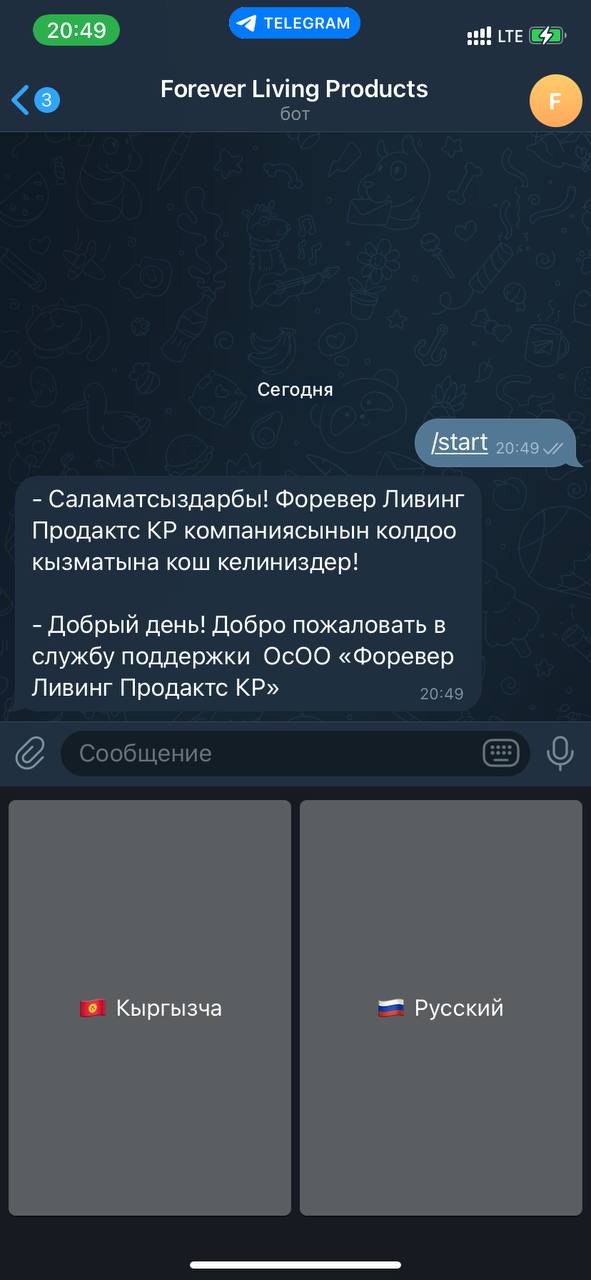 20:49
TELEGRAM
LTE
3
Forever Living Products
бот
F
Сегодня
/start 20:49
- Саламатсыздарбы! Форевер Ливинг
Продактс КР компаниясынын колдоо
кызматына кош келиниздер!
- Добрый день! Добро пожаловать в
службу поддержки ОсОО «Форевер
Ливинг Продактс КР»
20:49
Сообщение
Кыргызча
Русский